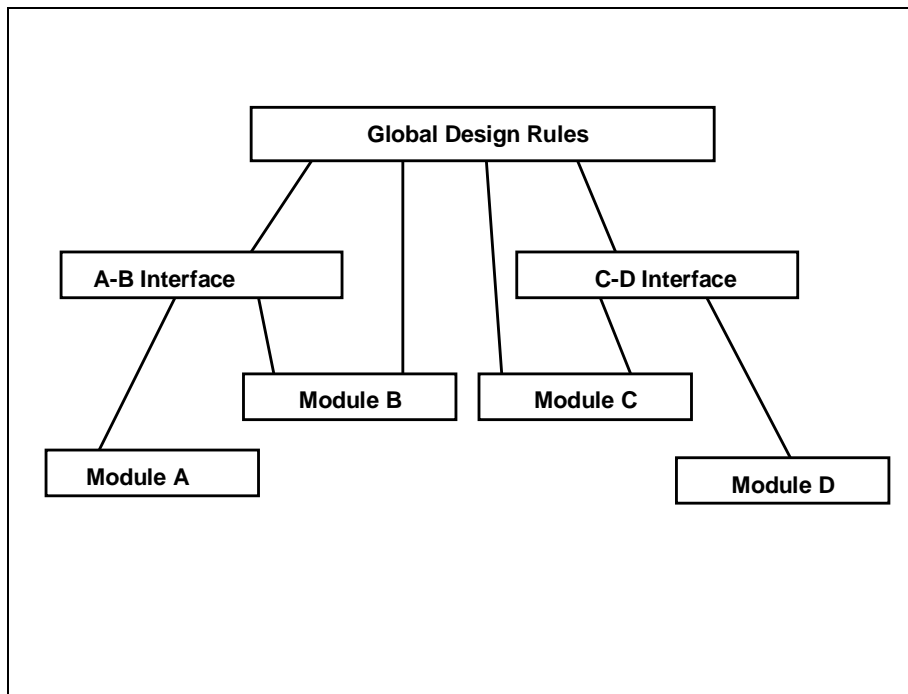 Global Design Rules
A-B Interface
C-D Interface
Module B
Module C
Module A
Module D